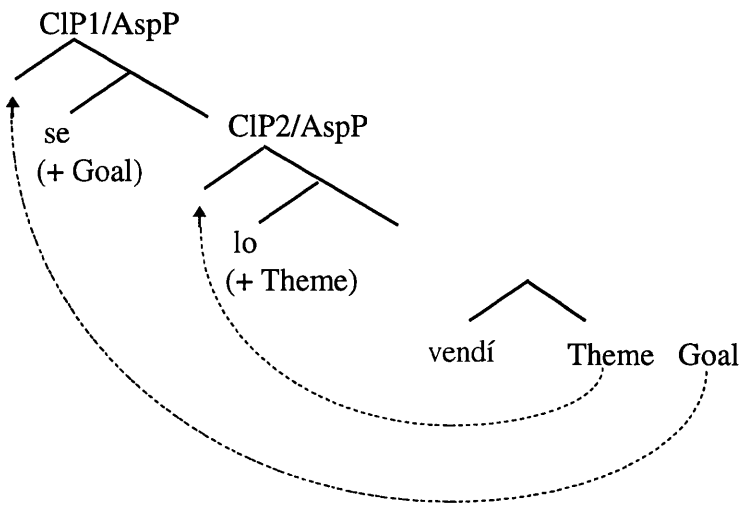 ClP1/AspP
se
(+ Goal)
ClP2/AspP
lo
(+ Theme)
vendí Theme Goal